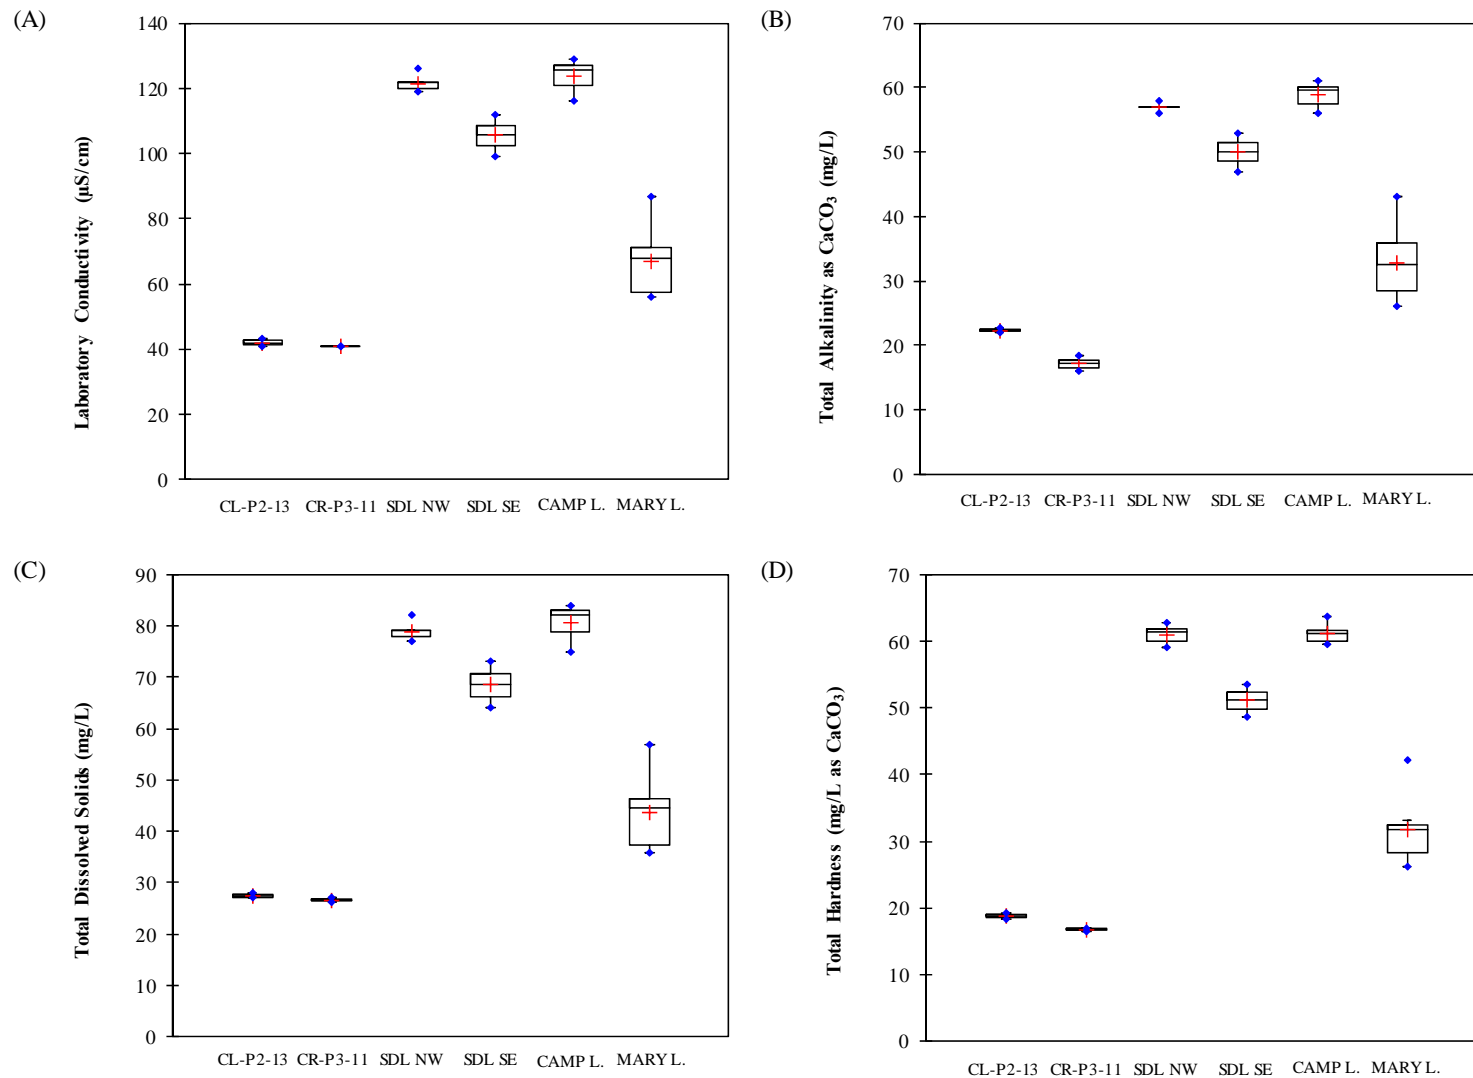 (A)
Laboratory Conductivity (µS/cm)
140
120
100
80
60
40
20
0
CL-P2-13 CR-P3-11 SDL NW SDL SE CAMP L. MARY L.
(B)
Total Alkalinity as CaCO₃ (mg/L)
70
60
50
40
30
20
10
0
CL-P2-13 CR-P3-11 SDL NW SDL SE CAMP L. MARY L.
(C)
Total Dissolved Solids (mg/L)
90
80
70
60
50
40
30
20
10
0
CL-P2-13 CR-P3-11 SDL NW SDL SE CAMP L. MARY L.
(D)
Total Hardness (mg/L as CaCO₃)
70
60
50
40
30
20
10
0
CL-P2-13 CR-P3-11 SDL NW SDL SE CAMP L. MARY L.